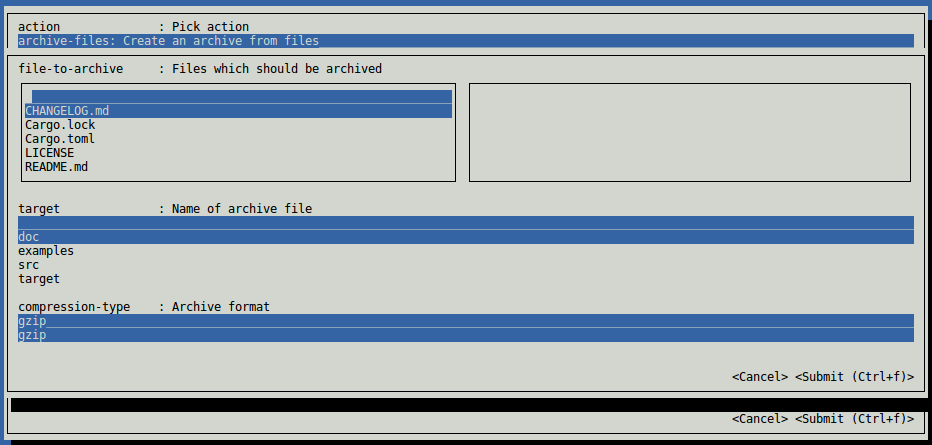 action : Pick action
archive-files: Create an archive from files
file-to-archive : Files which should be archived
CHANGELOG.md
Cargo.lock
Cargo.toml
LICENSE
README.md
target : Name of archive file
doc
examples
src
target
compression-type : Archive format
gzip
gzip
<Cancel> <Submit (Ctrl+f)>
<Cancel> <Submit (Ctrl+f)>